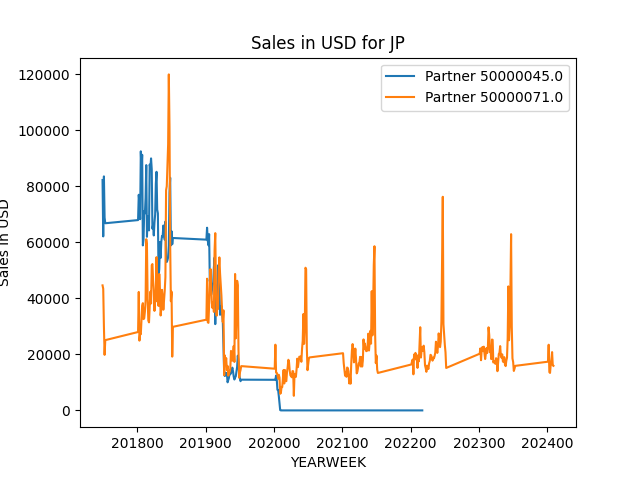 Sales in USD for JP
Partner 50000045.0
Partner 50000071.0
120000
100000
80000
60000
40000
20000
0
Sales in USD
201800
201900
202000
202100
202200
202300
202400
YEARWEEK